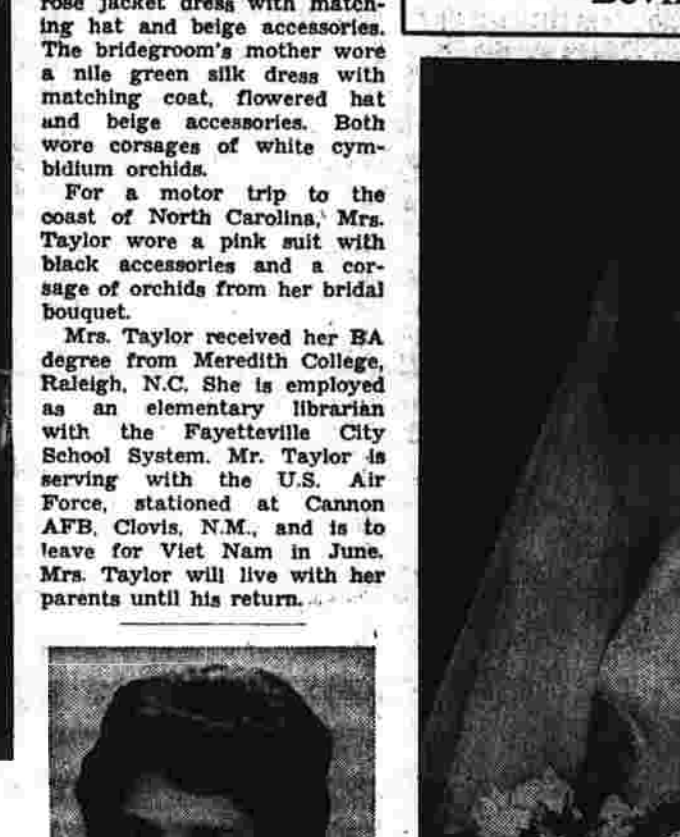 rose jacket dress with match-
ing hat and beige accessories.
The bridegroom's mother wore
a nile green silk dress with
matching coat, flowered hat
and beige accessories. Both
wore corsages of white cym-
bidium orchids.
For a motor trip to the
coast of North Carolina, Mrs.
Taylor wore a pink suit with
black accessories and a cor-
sage of orchids from her bridal
bouquet.
Mrs. Taylor received her BA
degree from Meredith College,
Raleigh, N.C. She is employed
as an elementary librarian
with the Fayetteville City
School System. Mr. Taylor is
serving with the U.S. Air
Force, stationed at Cannon
AFB, Clovis, N.M., and is to
leave for Viet Nam in June.
Mrs. Taylor will live with her
parents until his return.